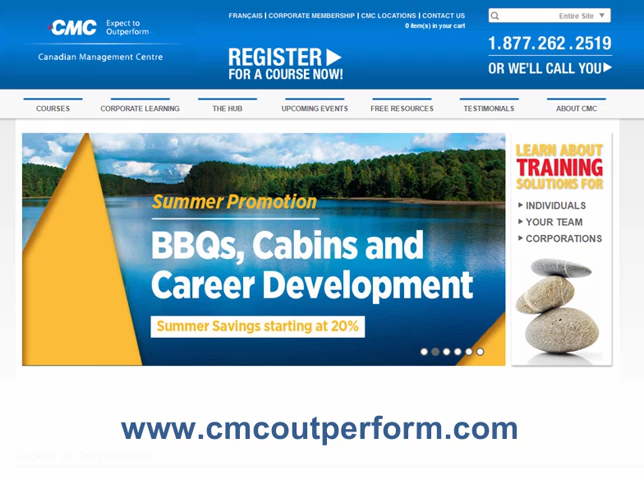 CMC
Expect to
Outperform
Canadian Management Centre
FRANÇAIS | CORPORATE MEMBERSHIP | CMC LOCATIONS | CONTACT US
0 item(s) in your cart
Entire Site
REGISTER
FOR A COURSE NOW!
1.877.262.2519
OR WE'LL CALL YOU
COURSES
CORPORATE LEARNING
THE HUB
UPCOMING EVENTS
FREE RESOURCES
TESTIMONIALS
ABOUT CMC
Summer Promotion
BBQs, Cabins and
Career Development
Summer Savings starting at 20%
LEARN ABOUT
TRAINING
SOLUTIONS FOR
INDIVIDUALS
YOUR TEAM
CORPORATIONS
www.cmcoutperform.com